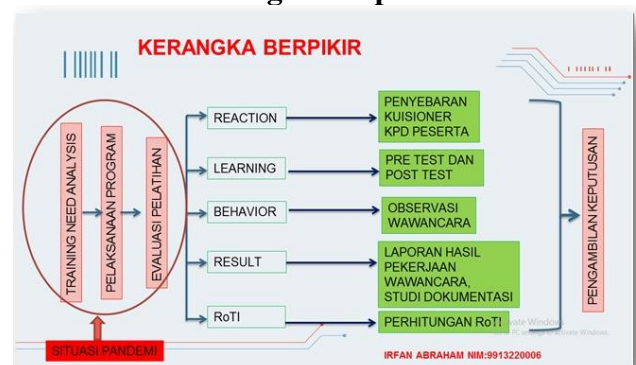 KERANGKA BERPIKIR
TRAINING NEED ANALYSIS
PELAKSANAAN PROGRAM
EVALUASI PELATIHAN
REACTION
PENYEBARAN
KUISIONER
KPD PESERTA
LEARNING
PRE TEST DAN
POST TEST
BEHAVIOR
OBSERVASI
WAWANCARA
RESULT
LAPORAN HASIL
PEKERJAAN
WAWANCARA,
STUDI DOKUMENTASI
RoTI
PERHITUNGAN RoTI
PENGAMBILAN KEPUTUSAN
SITUASI PANDEMI
IRFAN ABRAHAM NIM:9913220006